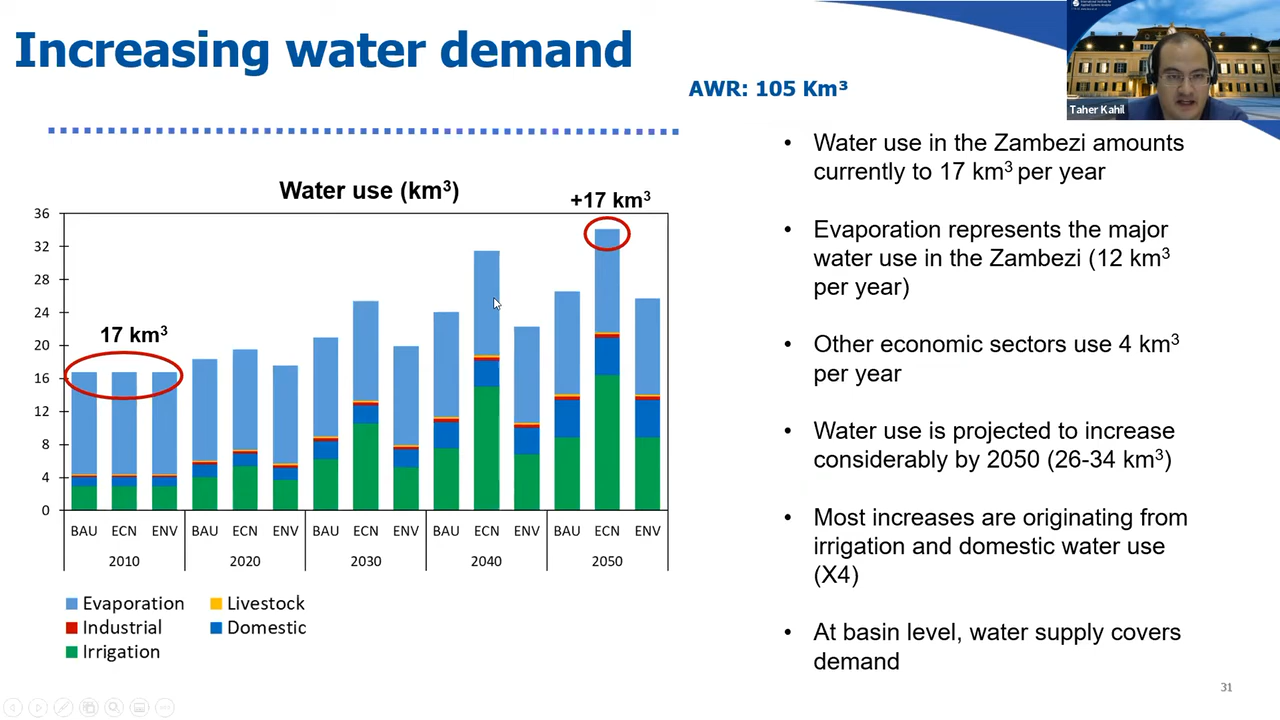 Increasing water demand
AWR: 105 Km³
Taher Kahil
Water use (km³)
+17 km³
17 km³
36
32
28
24
20
16
12
8
4
0
BAU ECN ENV BAU ECN ENV BAU ECN ENV BAU ECN ENV BAU ECN ENV
2010 2020 2030 2040 2050
Evaporation Livestock
Industrial Domestic
Irrigation
• Water use in the Zambezi amounts
currently to 17 km³ per year
• Evaporation represents the major
water use in the Zambezi (12 km³
per year)
• Other economic sectors use 4 km³
per year
• Water use is projected to increase
considerably by 2050 (26-34 km³)
• Most increases are originating from
irrigation and domestic water use
(X4)
• At basin level, water supply covers
demand
31